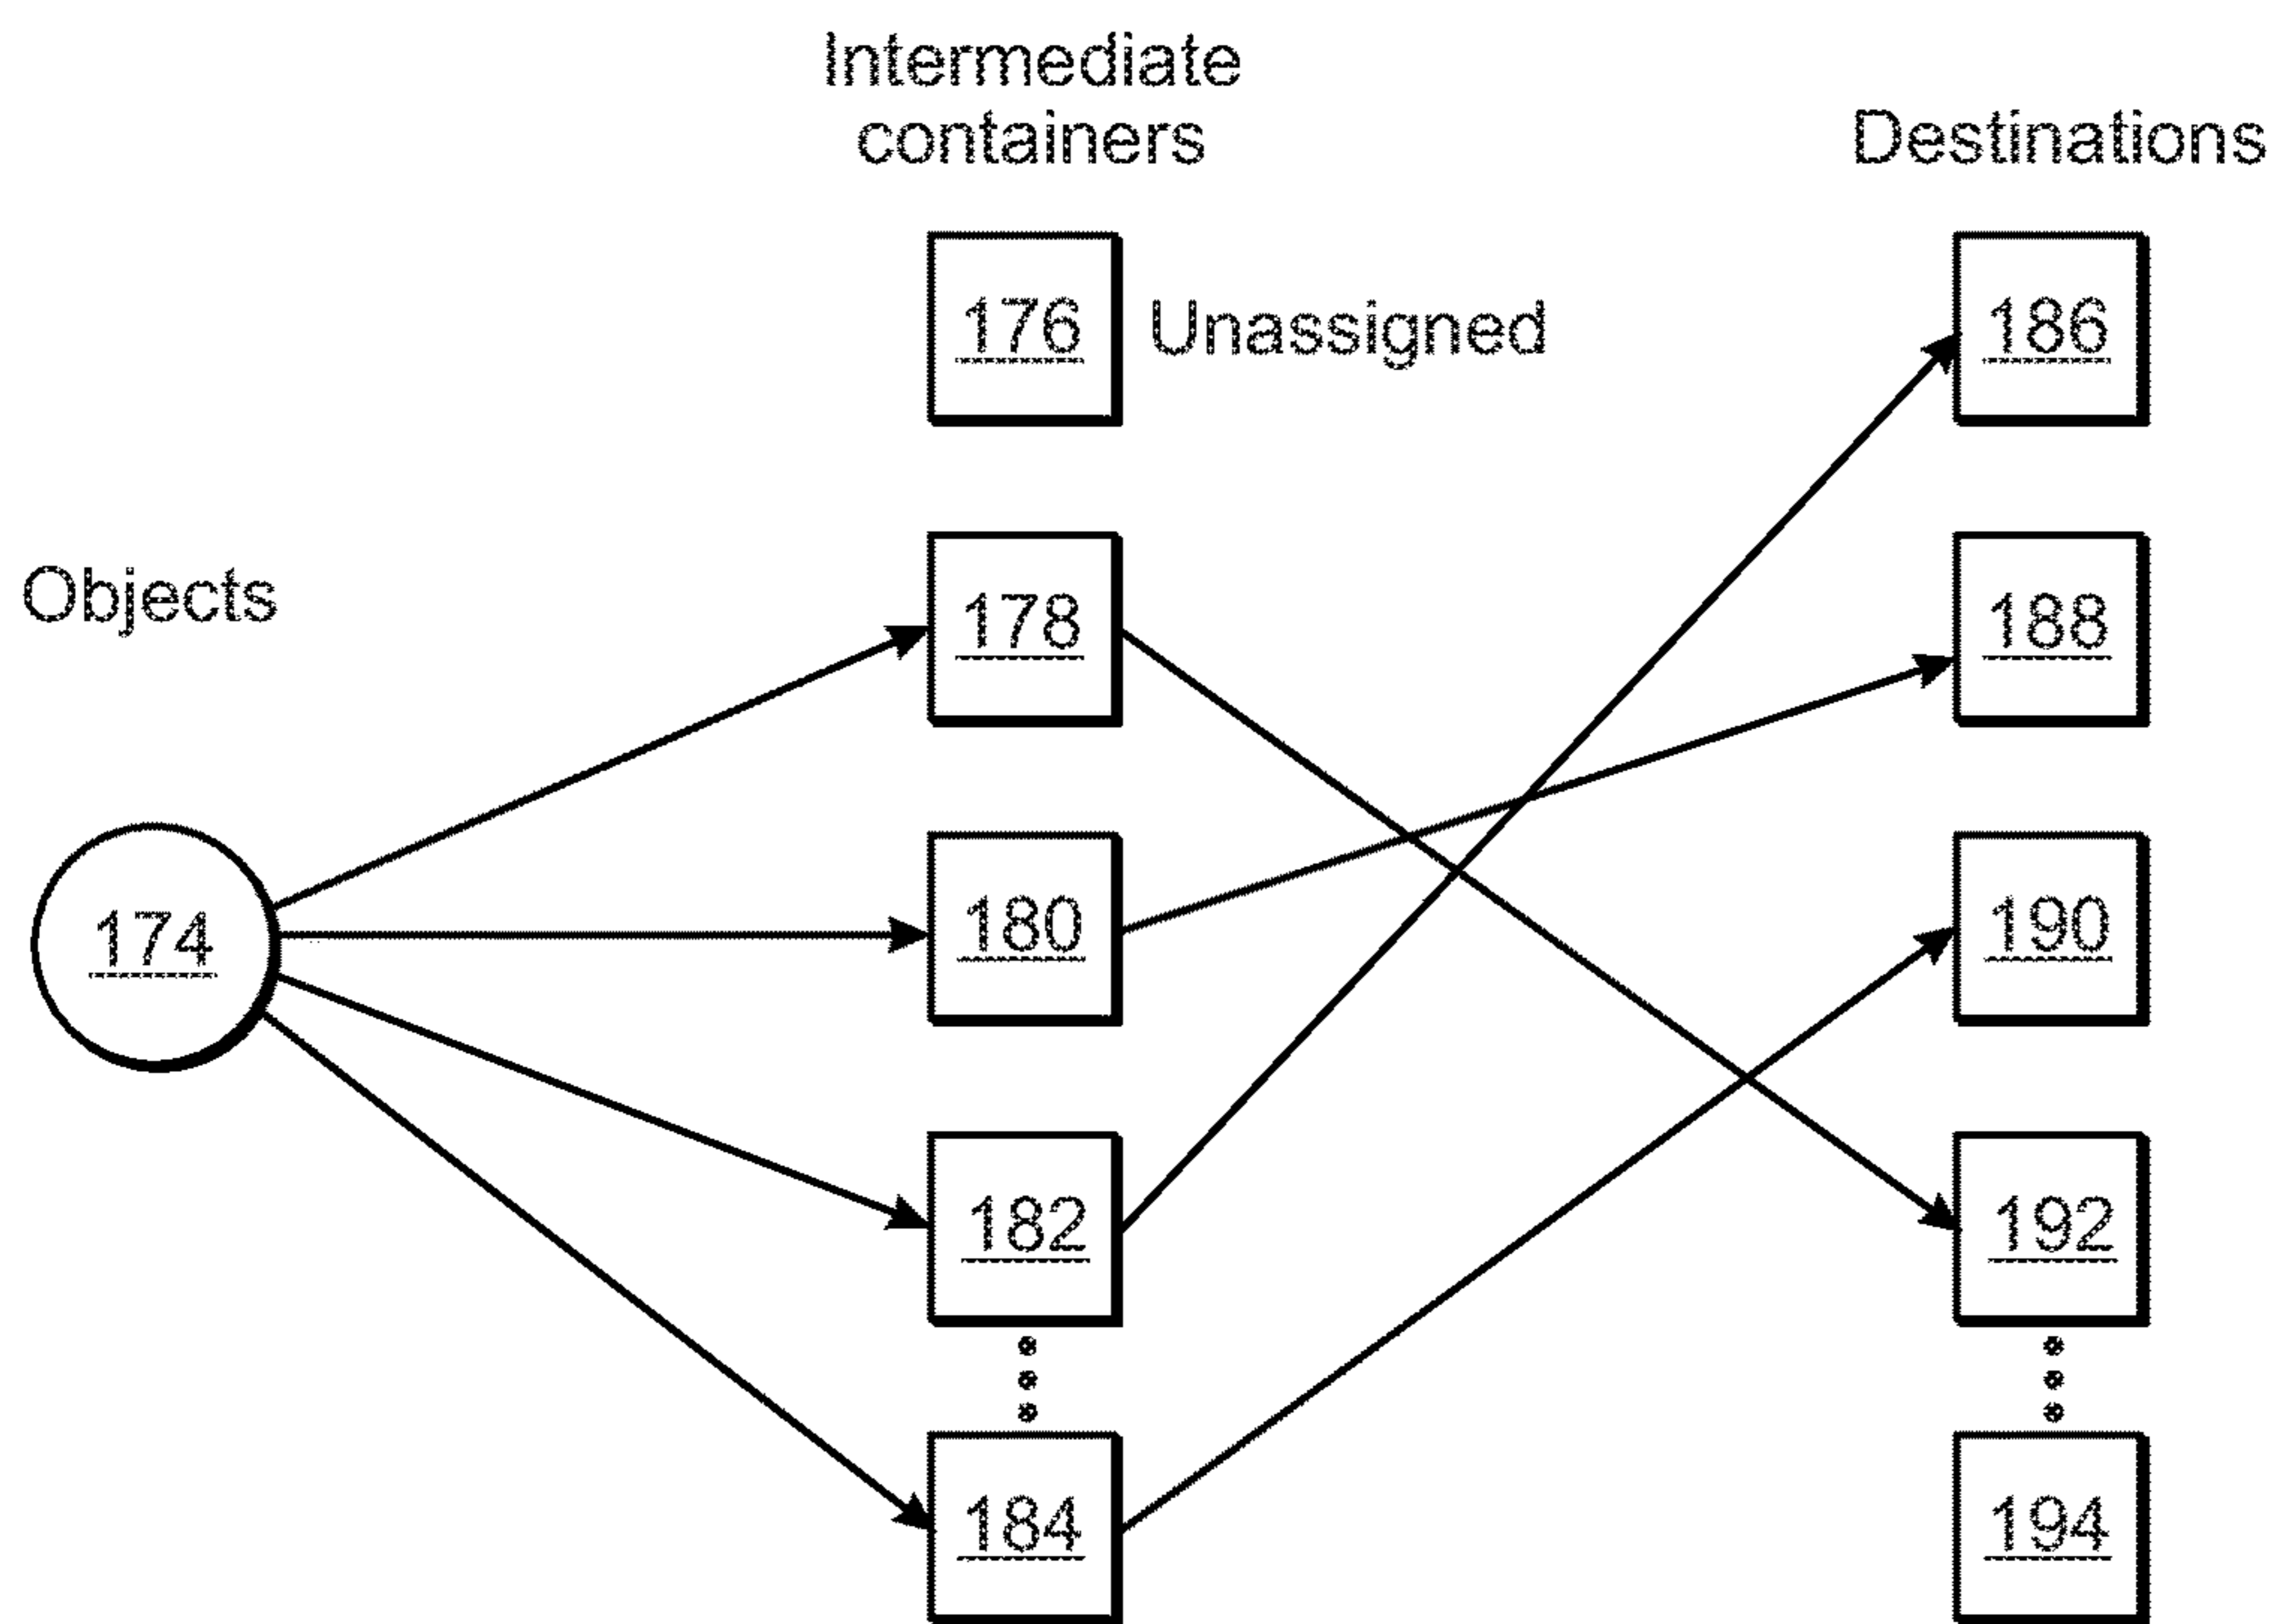 Intermediate
containers
Destinations
176 Unassigned
186
Objects
178
188
174
180
190
182
192
184
194